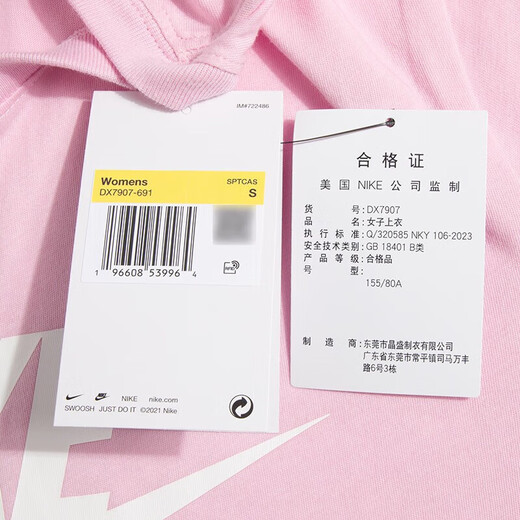 IM#722486
Womens SPTCAS
DX7907-691 S
1 96608 53996 4
RFID
NIKE nike.com
SWOOSH JUST DO IT ©2021 Nike
合格证
美国NIKE公司监制
货号:DX7907
品名:女子上衣
执行标准:Q/320585 NKY 106-2023
安全技术类别:GB 18401 B类
产品等级:合格品
号型:
155/80A
制造商:东莞市晶盛制衣有限公司
广东省东莞市常平镇司马万丰
路6号3栋